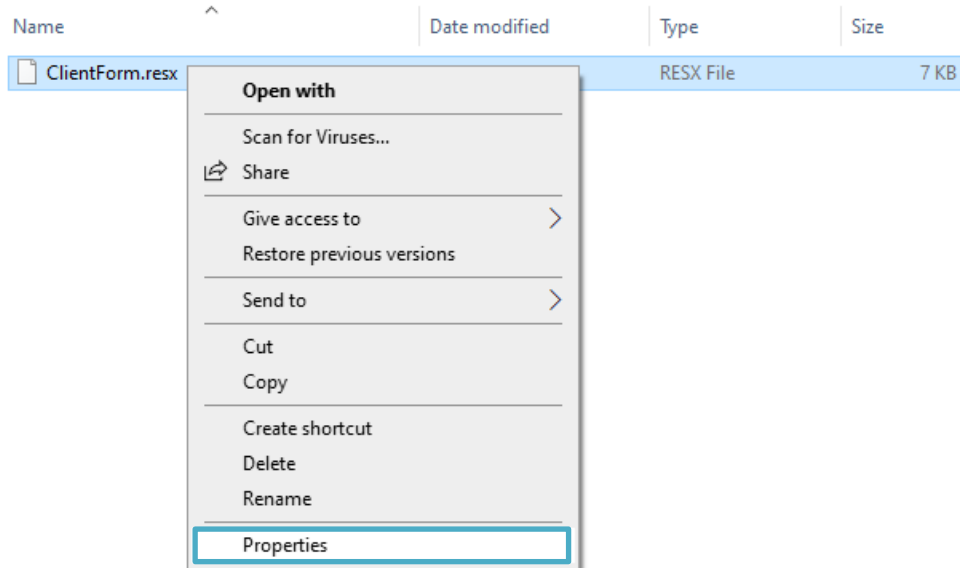 Name Date modified Type Size
ClientForm.resx RESX File 7 KB
Open with
Scan for Viruses...
Share
Give access to
Restore previous versions
Send to
Cut
Copy
Create shortcut
Delete
Rename
Properties